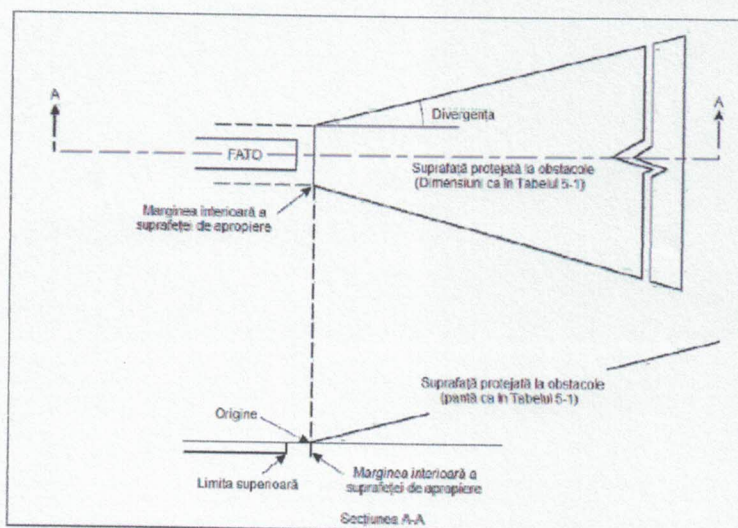 A
A
Divergența
FATO
Suprafață protejată la obstacole
(Dimensiuni ca în Tabelul 5-1)
Marginea interioară a
suprafeței de apropiere
Suprafață protejată la obstacole
(pantă ca în Tabelul 5-1)
Origine
Limita superioară
Marginea interioară a
suprafeței de apropiere
Secțiunea A-A